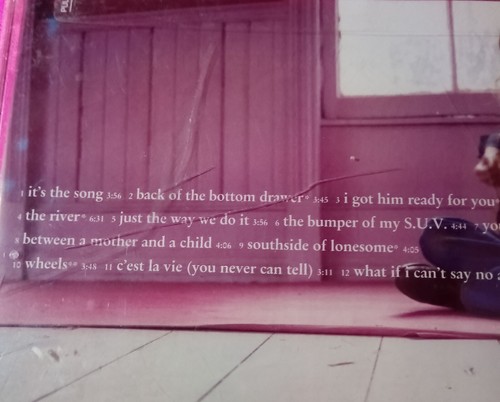 1 it's the song 3:56 2 back of the bottom drawer* 3:45 3 i got him ready for you*
4 the river* 6:31 5 just the way we do it 3:56 6 the bumper of my S.U.V. 4:44 7 yo
8 between a mother and a child 4:06 9 southside of lonesome* 4:05
10 wheels** 3:48 11 c'est la vie (you never can tell) 3:11 12 what if i can't say no a